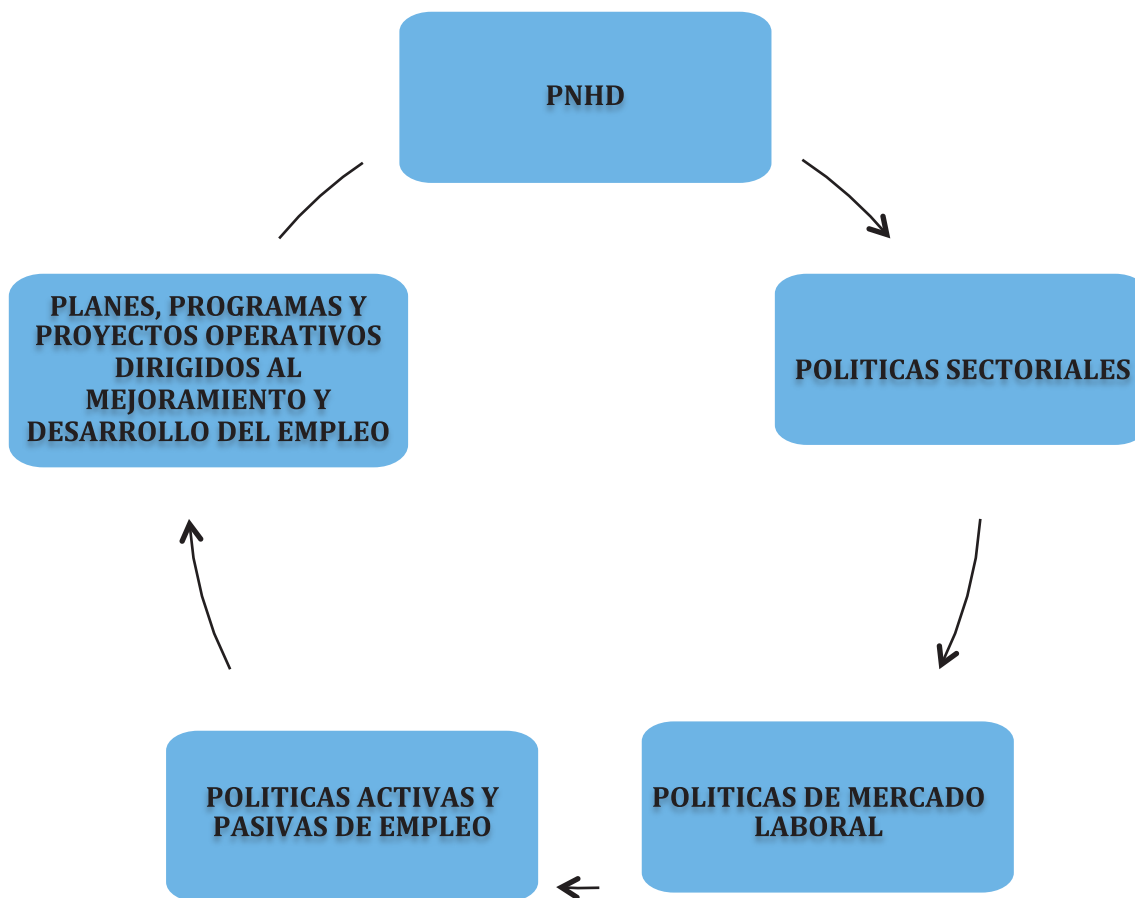 PNHD
PLANES, PROGRAMAS Y
PROYECTOS OPERATIVOS
DIRIGIDOS AL
MEJORAMIENTO Y
DESARROLLO DEL EMPLEO
POLITICAS SECTORIALES
POLITICAS ACTIVAS Y
PASIVAS DE EMPLEO
POLITICAS DE MERCADO
LABORAL